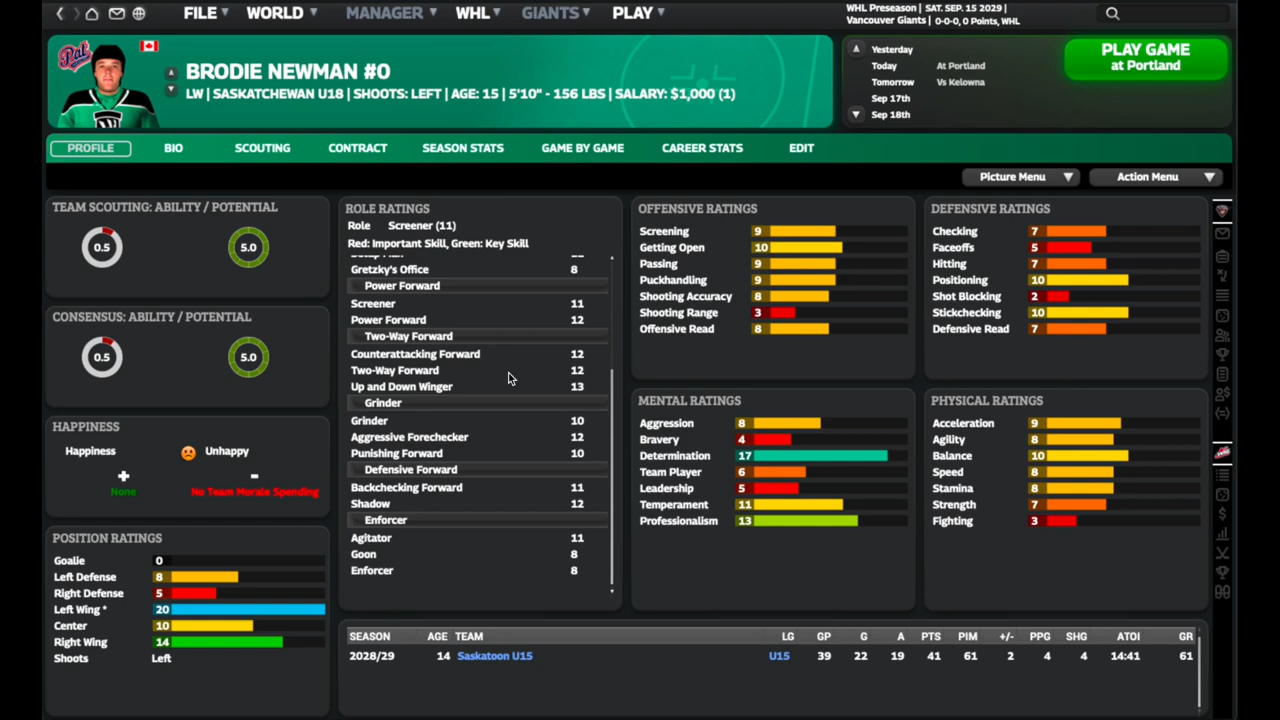 FILE WORLD MANAGER WHL GIANTS PLAY
WHL Preseason | SAT. SEP. 15 2029 |
Vancouver Giants | 0-0-0, 0 Points, WHL
Pats
BRODIE NEWMAN #0
LW | SASKATCHEWAN U18 | SHOOTS: LEFT | AGE: 15 | 5'10" - 156 LBS | SALARY: $1,000 (1)
Yesterday
Today At Portland
Tomorrow Vs Kelowna
Sep 17th
Sep 18th
PLAY GAME
at Portland
PROFILE BIO SCOUTING CONTRACT SEASON STATS GAME BY GAME CAREER STATS EDIT
Picture Menu Action Menu
TEAM SCOUTING: ABILITY / POTENTIAL
0.5 5.0
CONSENSUS: ABILITY / POTENTIAL
0.5 5.0
HAPPINESS
Happiness Unhappy
+ -
None No Team Morale Spending
POSITION RATINGS
Goalie 0
Left Defense 8
Right Defense 5
Left Wing * 20
Center 10
Right Wing 14
Shoots Left
ROLE RATINGS
Role Screener (11)
Red: Important Skill, Green: Key Skill
Gretzky's Office 8
Power Forward
Screener 11
Power Forward 12
Two-Way Forward
Counterattacking Forward 12
Two-Way Forward 12
Up and Down Winger 13
Grinder
Grinder 10
Aggressive Forechecker 12
Punishing Forward 10
Defensive Forward
Backchecking Forward 11
Shadow 12
Enforcer
Agitator 11
Goon 8
Enforcer 8
OFFENSIVE RATINGS
Screening 9
Getting Open 10
Passing 9
Puckhandling 9
Shooting Accuracy 8
Shooting Range 3
Offensive Read 8
DEFENSIVE RATINGS
Checking 7
Faceoffs 5
Hitting 7
Positioning 10
Shot Blocking 2
Stickchecking 10
Defensive Read 7
MENTAL RATINGS
Aggression 8
Bravery 4
Determination 17
Team Player 6
Leadership 5
Temperament 11
Professionalism 13
PHYSICAL RATINGS
Acceleration 9
Agility 8
Balance 10
Speed 8
Stamina 8
Strength 7
Fighting 3
SEASON AGE TEAM LG GP G A PTS PIM +/- PPG SHG ATOI GR
2028/29 14 Saskatoon U15 U15 39 22 19 41 61 2 4 4 14:41 61